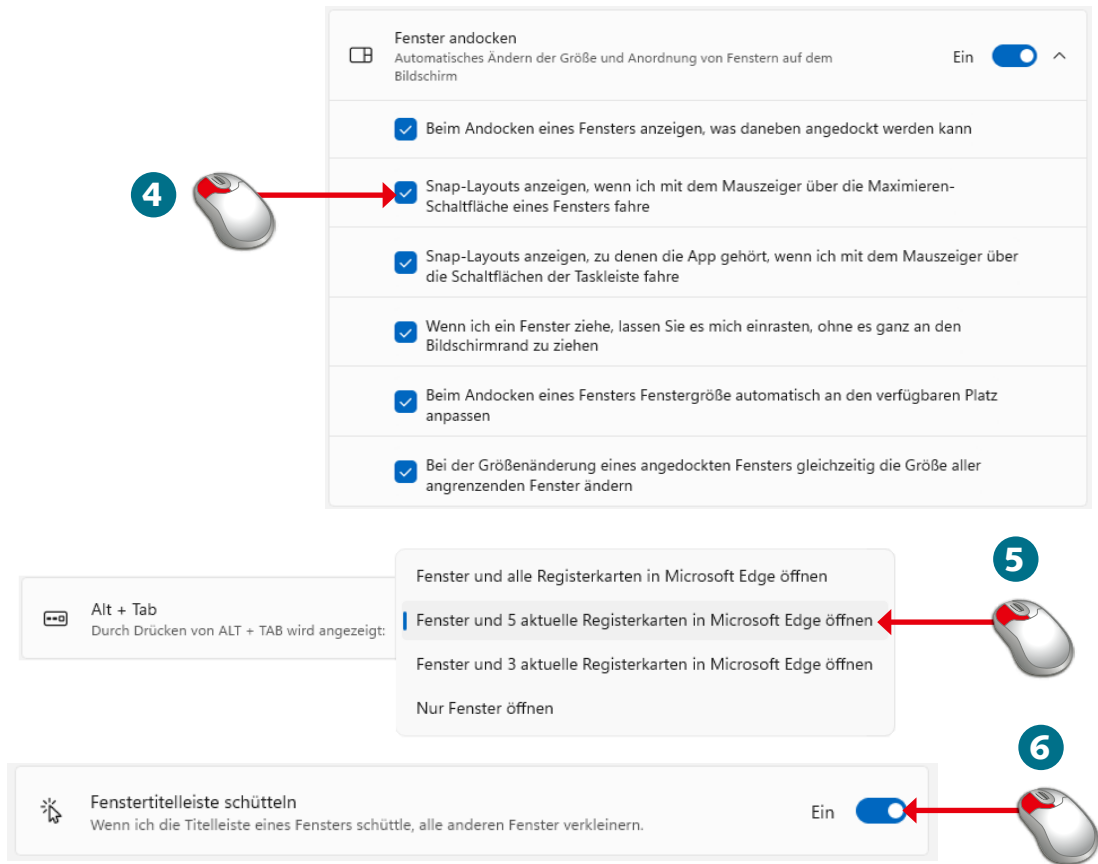 Fenster andocken
Automatisches Ändern der Größe und Anordnung von Fenstern auf dem
Bildschirm
Ein
Beim Andocken eines Fensters anzeigen, was daneben angedockt werden kann
4
Snap-Layouts anzeigen, wenn ich mit dem Mauszeiger über die Maximieren-
Schaltfläche eines Fensters fahre
Snap-Layouts anzeigen, zu denen die App gehört, wenn ich mit dem Mauszeiger über
die Schaltflächen der Taskleiste fahre
Wenn ich ein Fenster ziehe, lassen Sie es mich einrasten, ohne es ganz an den
Bildschirmrand zu ziehen
Beim Andocken eines Fensters Fenstergröße automatisch an den verfügbaren Platz
anpassen
Bei der Größenänderung eines angedockten Fensters gleichzeitig die Größe aller
angrenzenden Fenster ändern
5
Alt + Tab
Durch Drücken von ALT + TAB wird angezeigt:
Fenster und alle Registerkarten in Microsoft Edge öffnen
Fenster und 5 aktuelle Registerkarten in Microsoft Edge öffnen
Fenster und 3 aktuelle Registerkarten in Microsoft Edge öffnen
Nur Fenster öffnen
6
Fenstertitelleiste schütteln
Wenn ich die Titelleiste eines Fensters schüttle, alle anderen Fenster verkleinern.
Ein